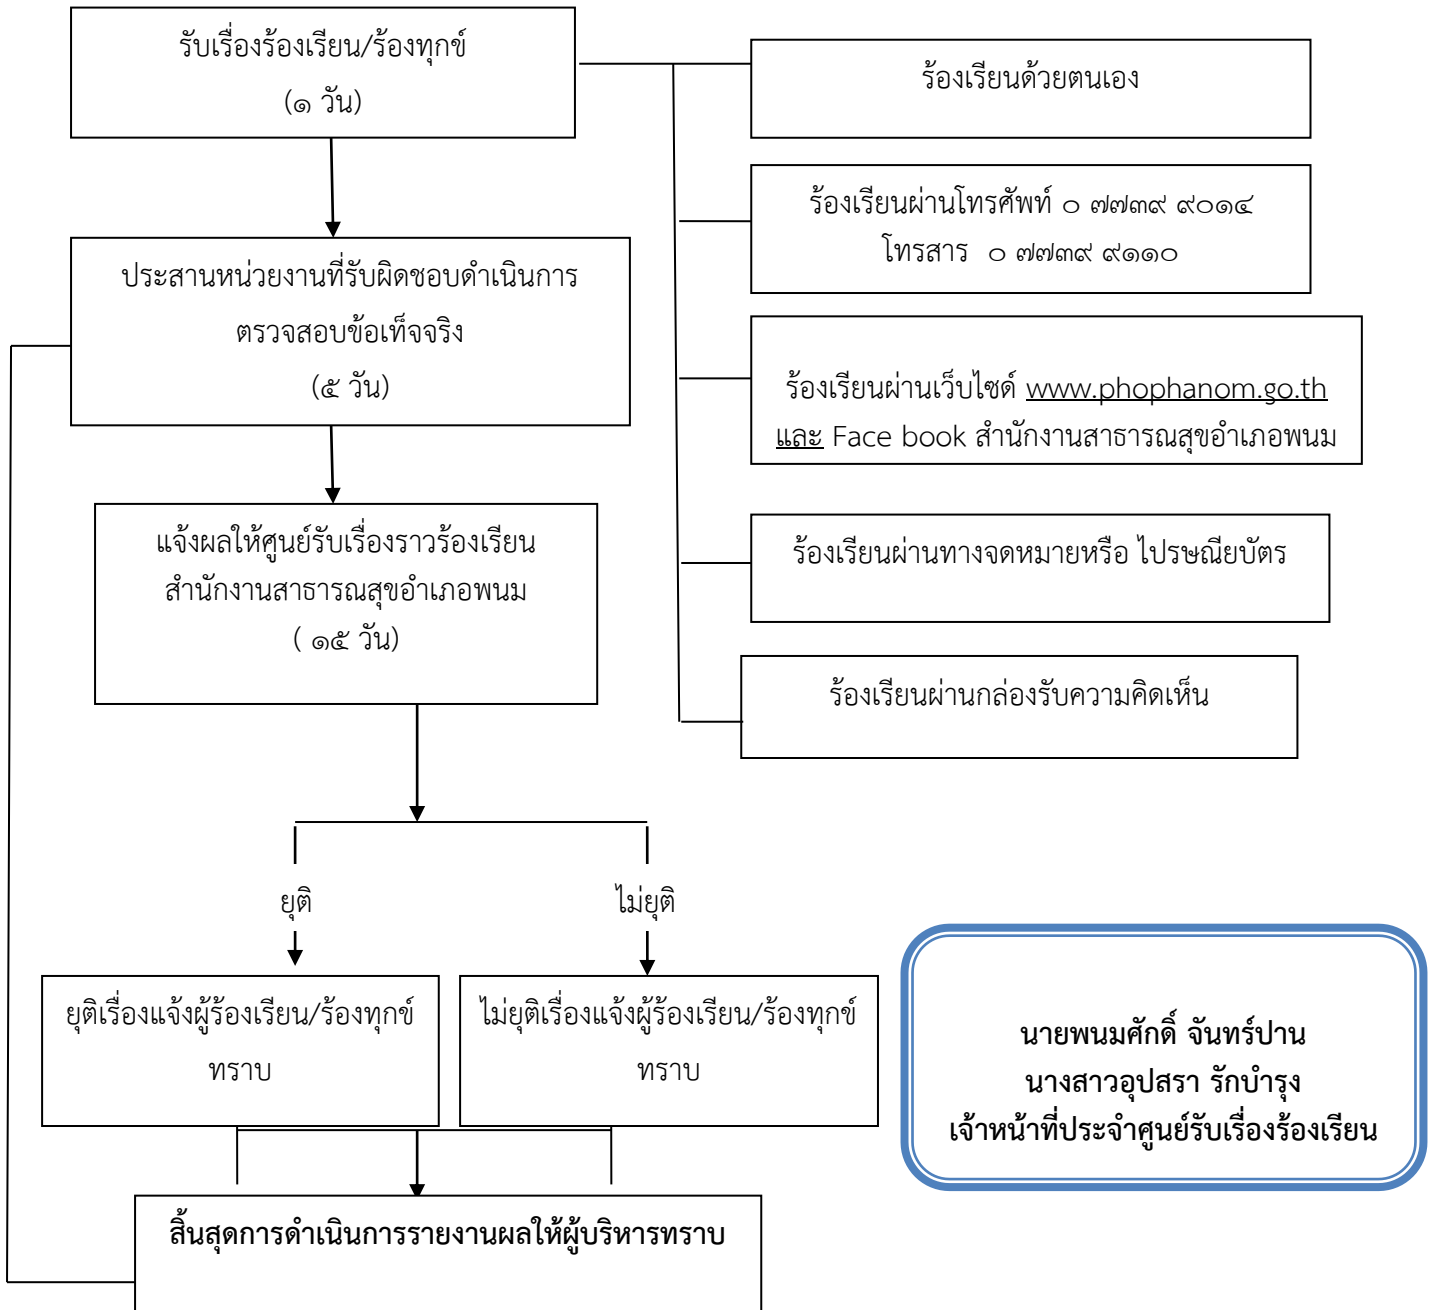 รับเรื่องร้องเรียน/ร้องทุกข์
(๑ วัน)
ร้องเรียนด้วยตนเอง
ร้องเรียนผ่านโทรศัพท์ ๐ ๗๗๓๙ ๙๐๑๔
โทรสาร ๐ ๗๗๓๙ ๙๑๑๐
ประสานหน่วยงานที่รับผิดชอบดำเนินการ
ตรวจสอบข้อเท็จจริง
(๕ วัน)
ร้องเรียนผ่านเว็บไซด์ www.phophanom.go.th
และ Face book สำนักงานสาธารณสุขอำเภอพนม
แจ้งผลให้ศูนย์รับเรื่องราวร้องเรียน
สำนักงานสาธารณสุขอำเภอพนม
( ๑๕ วัน)
ร้องเรียนผ่านทางจดหมายหรือ ไปรษณียบัตร
ร้องเรียนผ่านกล่องรับความคิดเห็น
ยุติ
ไม่ยุติ
ยุติเรื่องแจ้งผู้ร้องเรียน/ร้องทุกข์
ทราบ
ไม่ยุติเรื่องแจ้งผู้ร้องเรียน/ร้องทุกข์
ทราบ
นายพนมศักดิ์ จันทร์ปาน
นางสาวอุปสรา รักบำรุง
เจ้าหน้าที่ประจำศูนย์รับเรื่องร้องเรียน
สิ้นสุดการดำเนินการรายงานผลให้ผู้บริหารทราบ